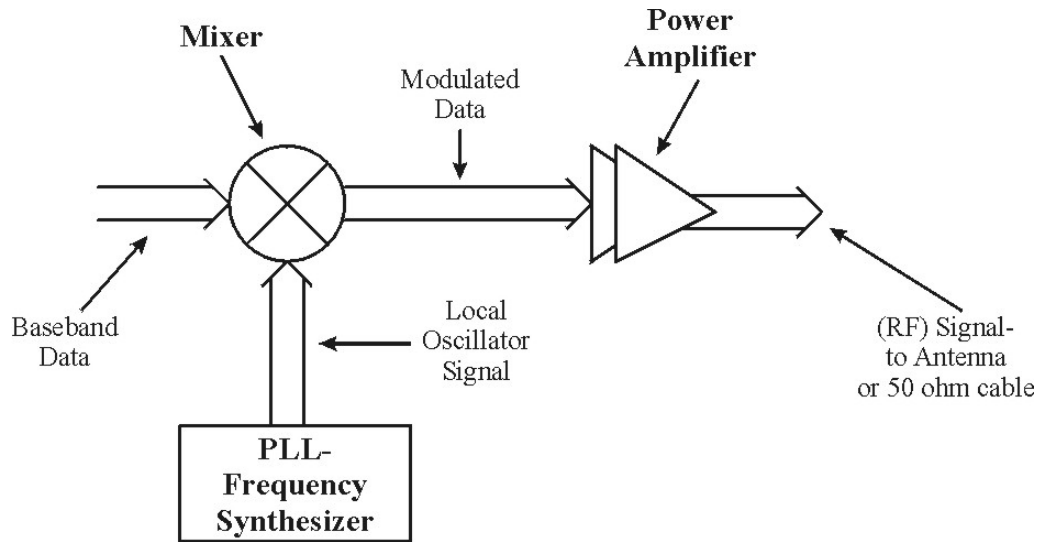 Mixer
Power
Amplifier
Modulated
Data
Baseband
Data
Local
Oscillator
Signal
(RF) Signal-
to Antenna
or 50 ohm cable
PLL-
Frequency
Synthesizer